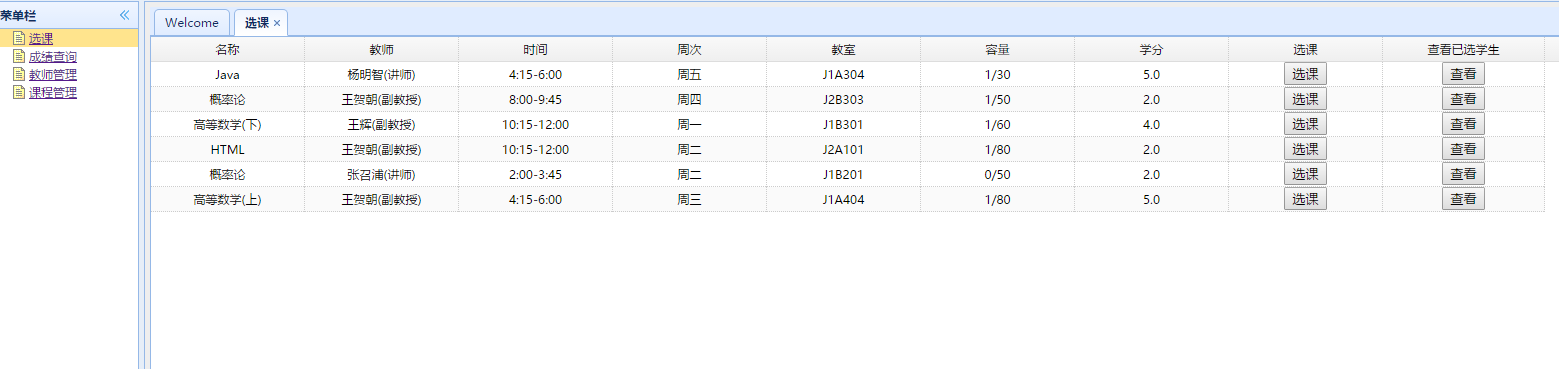 荣单栏
选课
成绩查询
教师管理
课程管理
Welcome 选课
名称 教师 时间 周次 教室 容量 学分 选课 查看已选学生
Java 杨明智(讲师) 4:15-6:00 周五 J1A304 1/30 5.0 选课 查看
概率论 王贺朝(副教授) 8:00-9:45 周四 J2B303 1/50 2.0 选课 查看
高等数学(下) 王辉(副教授) 10:15-12:00 周一 J1B301 1/60 4.0 选课 查看
HTML 王贺朝(副教授) 10:15-12:00 周二 J2A101 1/80 2.0 选课 查看
概率论 张召浦(讲师) 2:00-3:45 周二 J1B201 0/50 2.0 选课 查看
高等数学(上) 王贺朝(副教授) 4:15-6:00 周三 J1A404 1/80 5.0 选课 查看